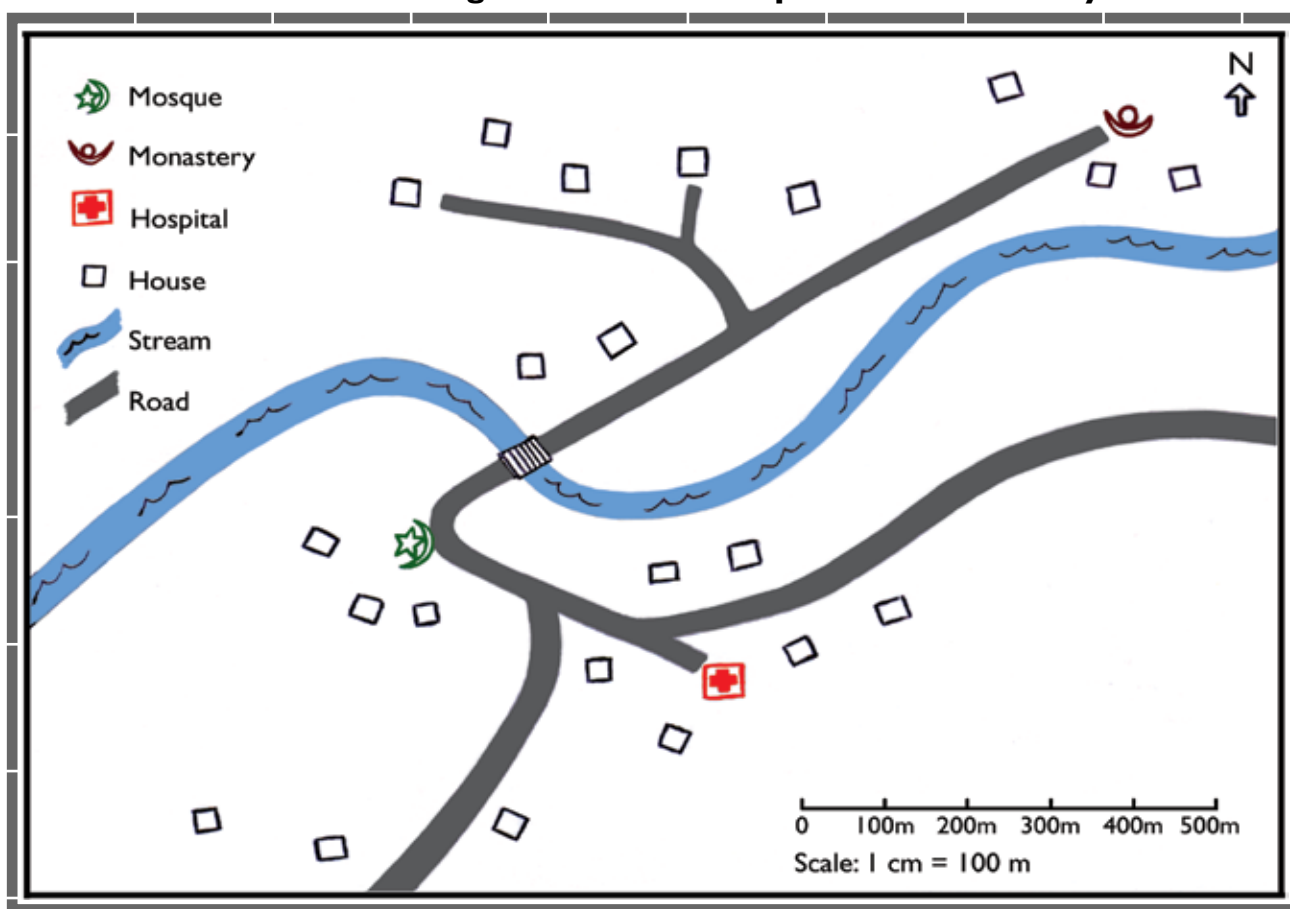 Mosque
Monastery
Hospital
House
Stream
Road
N
0 100m 200m 300m 400m 500m
Scale: 1 cm = 100 m